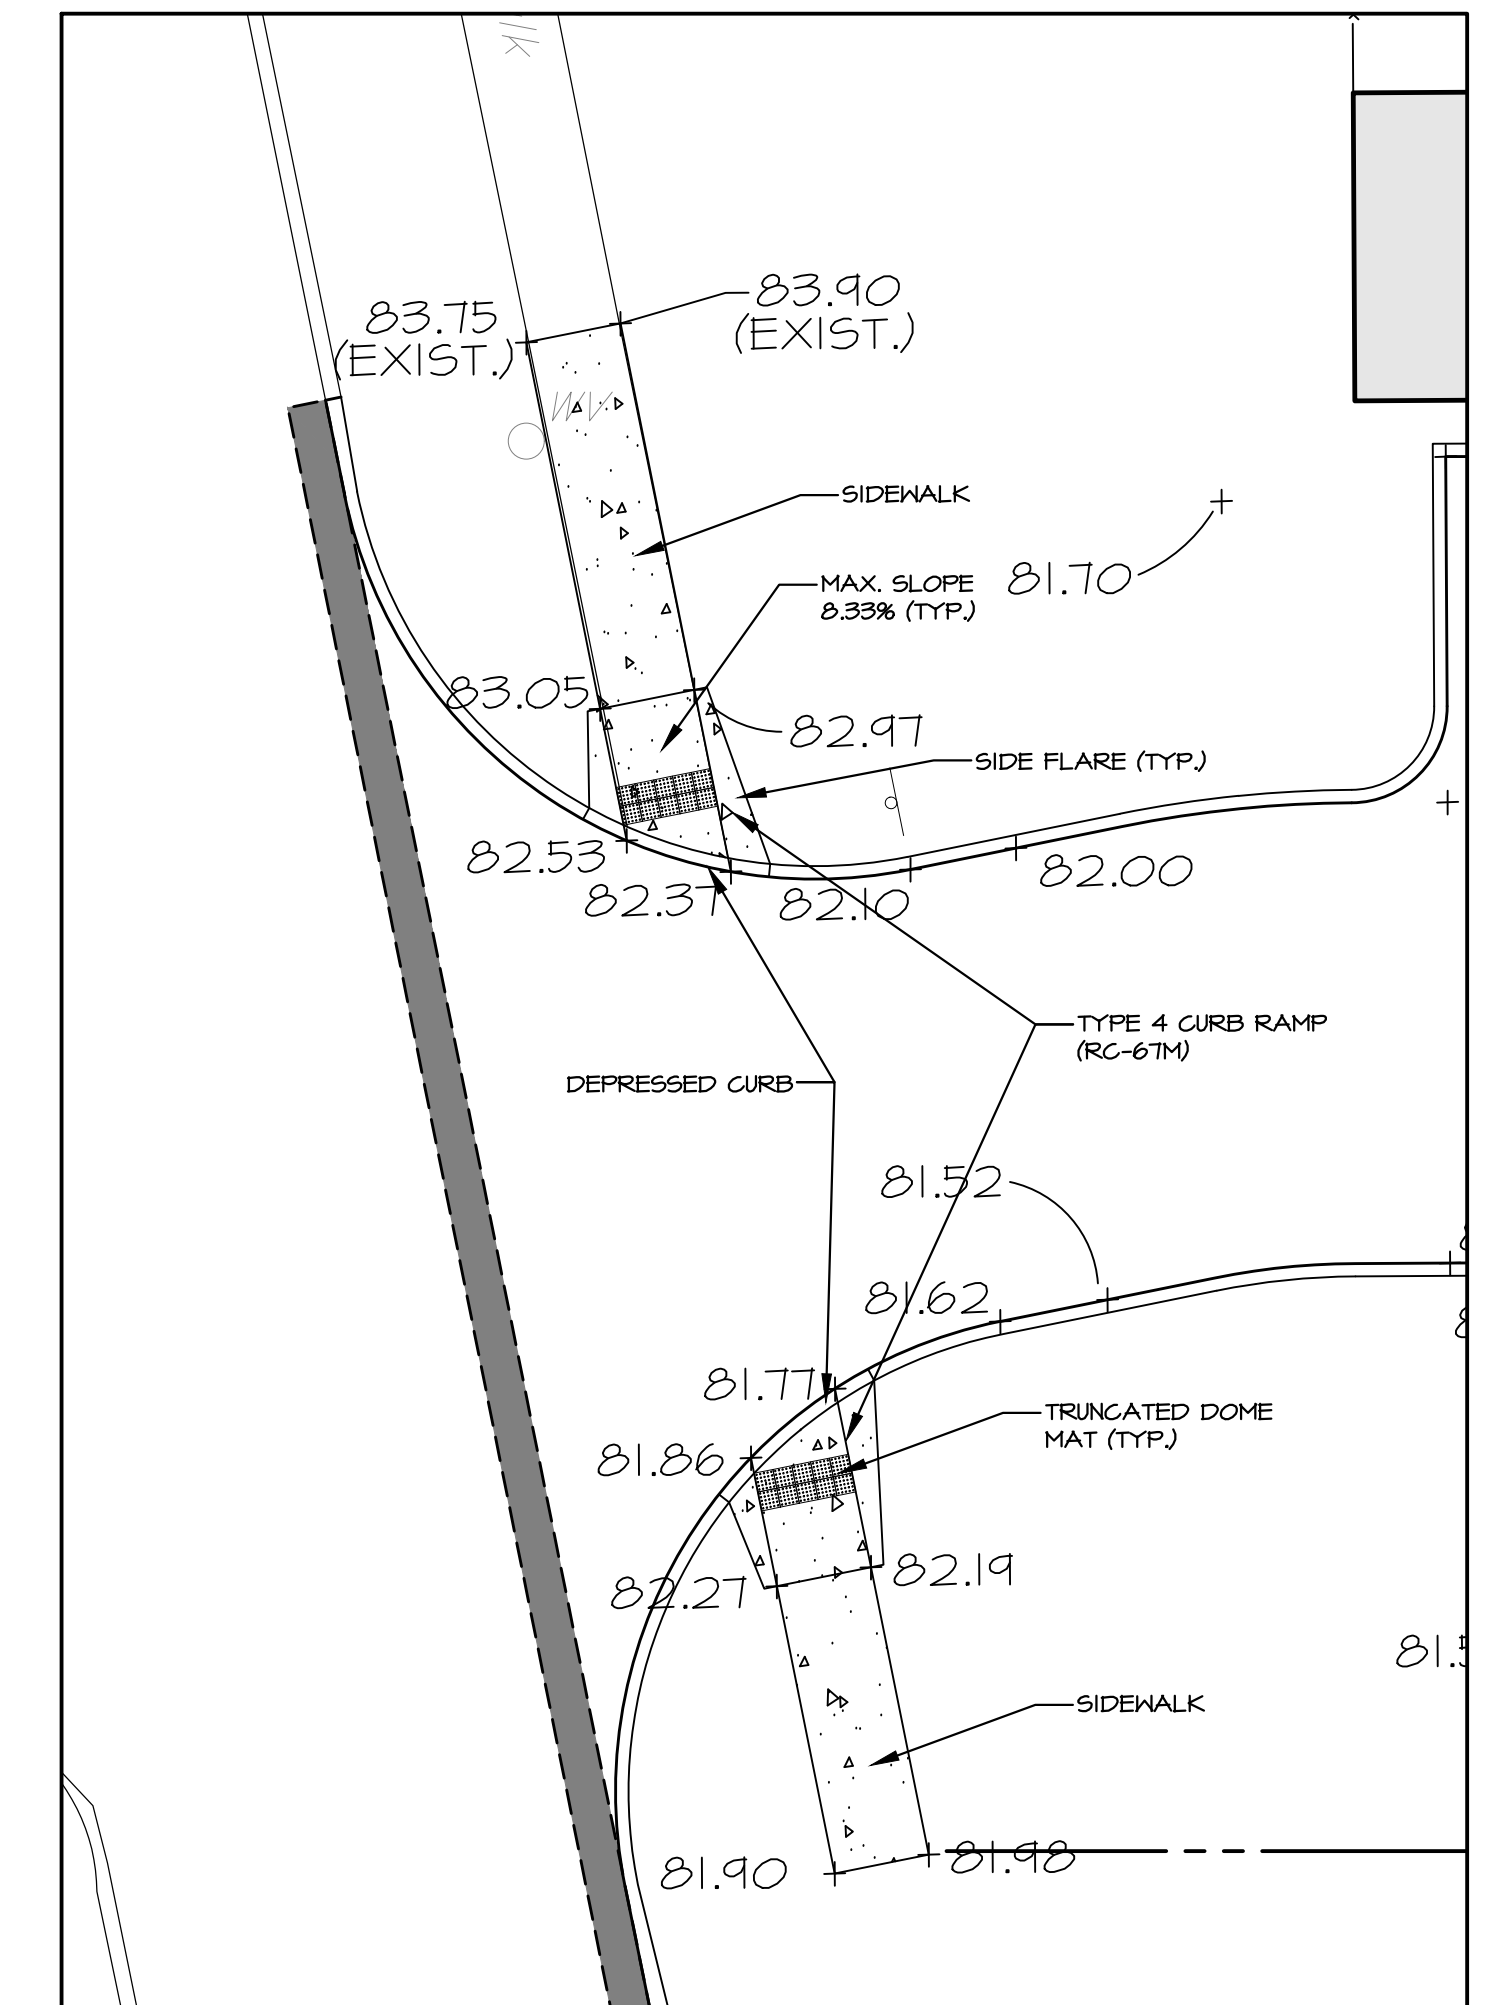 lk
83.90
(EXIST.)
83.75
(EXIST.)
WV
SIDEWALK
MAX. SLOPE
8.33% (TYP.)
81.70
83.05
82.97
SIDE FLARE (TYP.)
82.53
82.37
82.10
82.00
TYPE 4 CURB RAMP
(RC-67M)
DEPRESSED CURB
81.52
81.62
81.77
TRUNCATED DOME
MAT (TYP.)
81.86
82.19
82.27
SIDEWALK
81.90
81.98